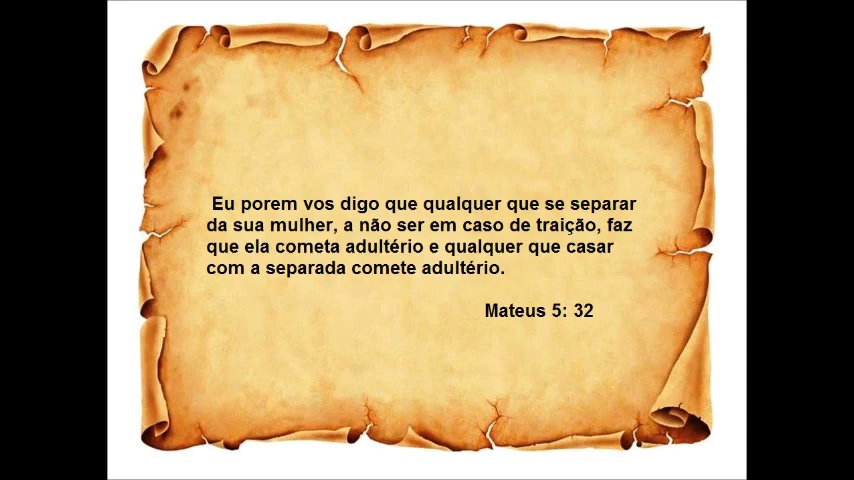 Eu porem vos digo que qualquer que se separar
da sua mulher, a não ser em caso de traição, faz
que ela cometa adultério e qualquer que casar
com a separada comete adultério.
Mateus 5: 32